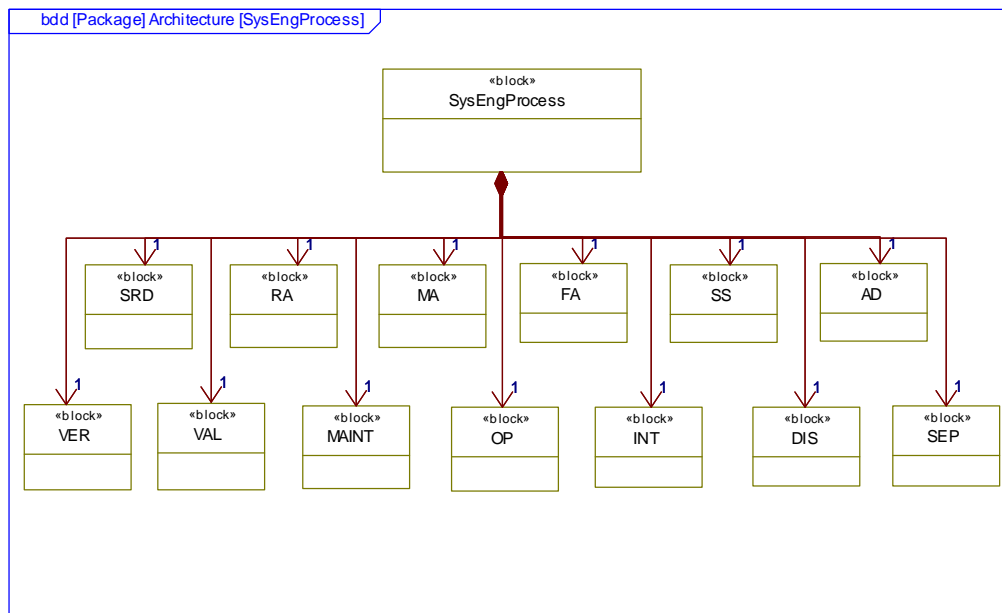 bdd [Package] Architecture [SysEngProcess]
«block»
SysEngProcess
1 1 1 1 1 1
«block» «block» «block» «block» «block» «block»
SRD RA MA FA SS AD
1 1 1 1 1 1 1
«block» «block» «block» «block» «block» «block» «block»
VER VAL MAINT OP INT DIS SEP